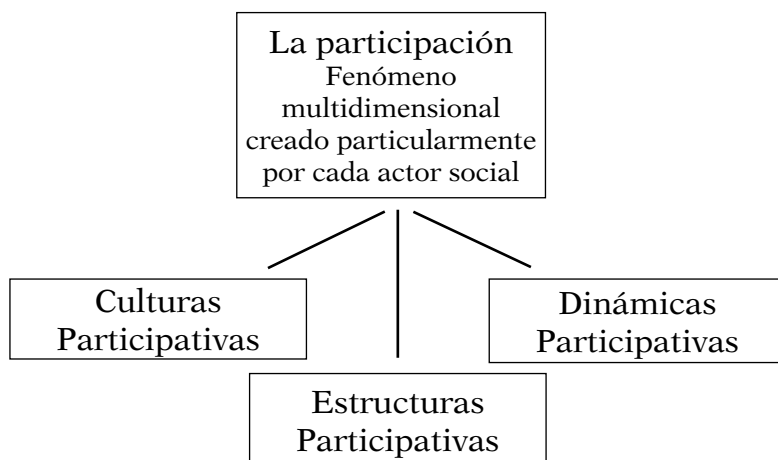 La participación
Fenómeno
multidimensional
creado particularmente
por cada actor social
Culturas
Participativas
Dinámicas
Participativas
Estructuras
Participativas